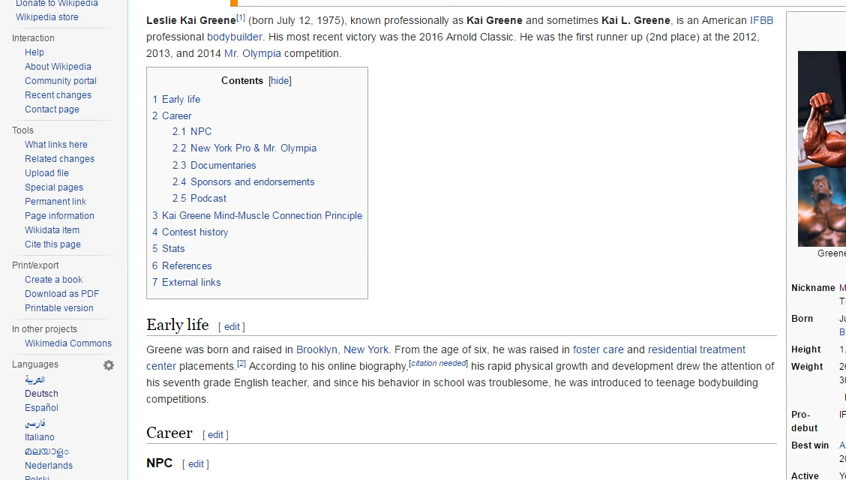 Donate to Wikipedia
Wikipedia store
Interaction
Help
About Wikipedia
Community portal
Recent changes
Contact page
Tools
What links here
Related changes
Upload file
Special pages
Permanent link
Page information
Wikidata item
Cite this page
Print/export
Create a book
Download as PDF
Printable version
In other projects
Wikimedia Commons
Languages
العربية
Deutsch
Español
فارسی
Italiano
മലയാളം
Nederlands
Polski
Leslie Kai Greene[1] (born July 12, 1975), known professionally as Kai Greene and sometimes Kai L. Greene, is an American IFBB
professional bodybuilder. His most recent victory was the 2016 Arnold Classic. He was the first runner up (2nd place) at the 2012,
2013, and 2014 Mr. Olympia competition.
Contents [hide]
1 Early life
2 Career
2.1 NPC
2.2 New York Pro & Mr. Olympia
2.3 Documentaries
2.4 Sponsors and endorsements
2.5 Podcast
3 Kai Greene Mind-Muscle Connection Principle
4 Contest history
5 Stats
6 References
7 External links
Early life [ edit ]
Greene was born and raised in Brooklyn, New York. From the age of six, he was raised in foster care and residential treatment
center placements.[2] According to his online biography,[citation needed] his rapid physical growth and development drew the attention of
his seventh grade English teacher, and since his behavior in school was troublesome, he was introduced to teenage bodybuilding
competitions.
Career [ edit ]
NPC [ edit ]
Greene
Nickname
Born
Height 1.
Weight
Pro-
debut
Best win
Active